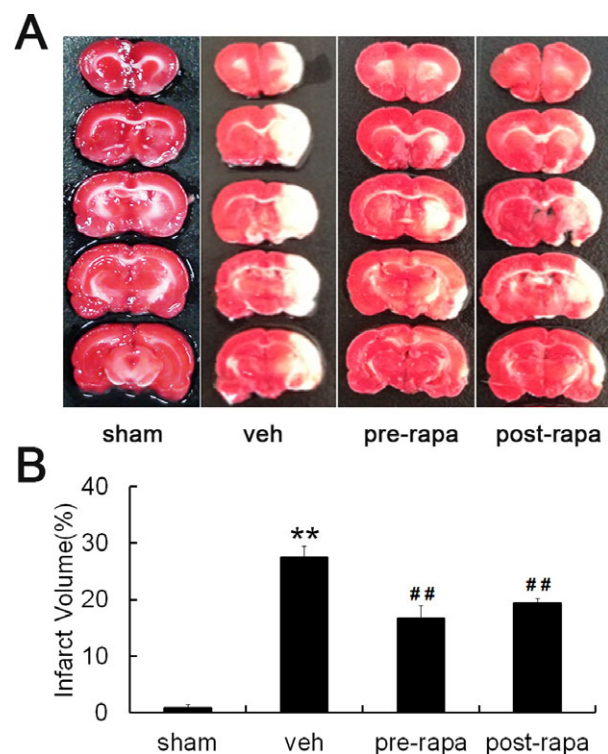 A
sham veh pre-rapa post-rapa
B
Infarct Volume(%)
40
30
20
10
0
**
##
##
sham veh pre-rapa post-rapa